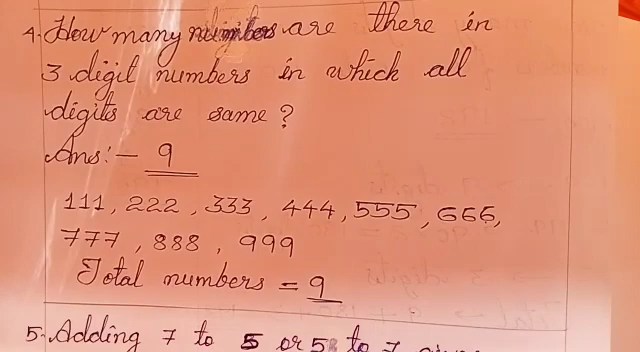 4. How many numbers are there in
3 digit numbers in which all
digits are same?
Ans:- 9
111, 222, 333, 444, 555, 666,
777, 888, 999
Total numbers = 9
5. Adding 7 to 5 or 5 to 7